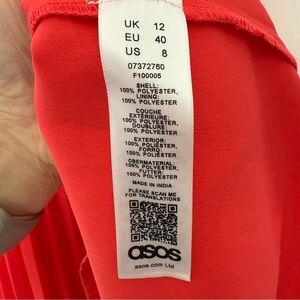 UK 12
EU 40
US 8
07372760
F100005
SHELL:
100% POLYESTER,
LINING:
100% POLYESTER
COUCHE
EXTERIEURE:
100% POLYESTER,
DOUBLURE:
100% POLYESTER
EXTERIOR:
100% POLIÉSTER,
FORRO:
100% POLIÉSTER
OBERMATERIAL:
100% POLYESTER,
FUTTER:
100% POLYESTER
MADE IN INDIA
PLEASE SCAN ME
FOR TRANSLATIONS
asos
asos.com Ltd